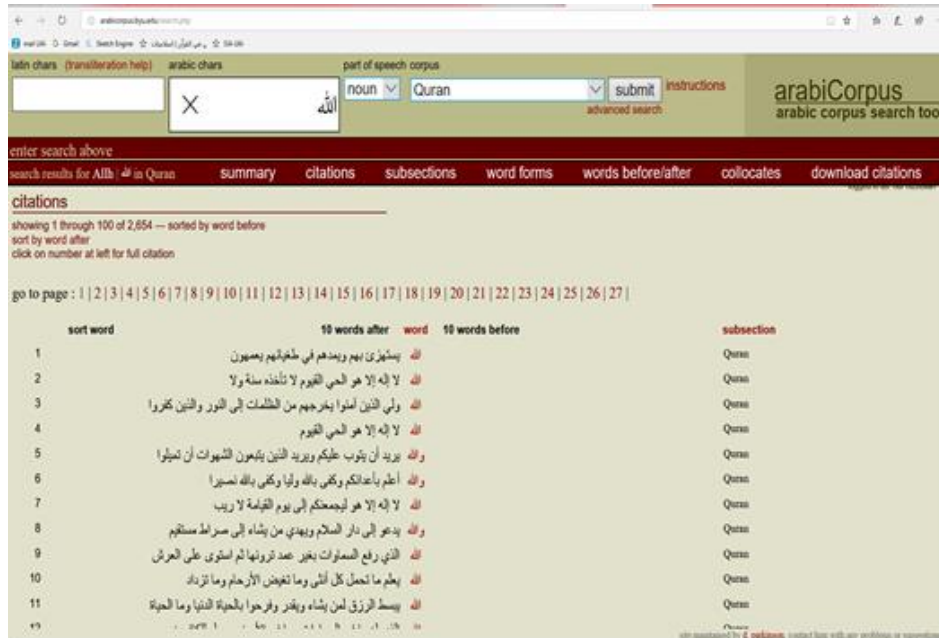 arabicorpus.byu.edu/search.php
latin chars (transliteration help) arabic chars part of speech corpus
الله noun Quran submit instructions
advanced search
arabiCorpus
arabic corpus search too
enter search above
search results for Allh | الله in Quran summary citations subsections word forms words before/after collocates download citations
citations
showing 1 through 100 of 2,654 — sorted by word before
sort by word after
click on number at left for full citation
go to page : 1 | 2 | 3 | 4 | 5 | 6 | 7 | 8 | 9 | 10 | 11 | 12 | 13 | 14 | 15 | 16 | 17 | 18 | 19 | 20 | 21 | 22 | 23 | 24 | 25 | 26 | 27 |
sort word 10 words after word 10 words before subsection
1 الله يستهزئ بهم ويمدهم في طغيانهم يعمهون Quran
2 الله لا إله إلا هو الحي القيوم لا تأخذه سنة ولا Quran
3 الله ولي الذين آمنوا يخرجهم من الظلمات إلى النور والذين كفروا Quran
4 الله لا إله إلا هو الحي القيوم Quran
5 والله يريد أن يتوب عليكم ويريد الذين يتبعون الشهوات أن تميلوا Quran
6 والله أعلم بأعدائكم وكفى بالله وليا وكفى بالله نصيرا Quran
7 الله لا إله إلا هو ليجمعنكم إلى يوم القيامة لا ريب Quran
8 والله يدعو إلى دار السلام ويهدي من يشاء إلى صراط مستقيم Quran
9 الله الذي رفع السماوات بغير عمد ترونها ثم استوى على العرش Quran
10 الله يعلم ما تحمل كل أنثى وما تغيض الأرحام وما تزداد Quran
11 الله يبسط الرزق لمن يشاء ويقدر وفرحوا بالحياة الدنيا وما الحياة Quran
12